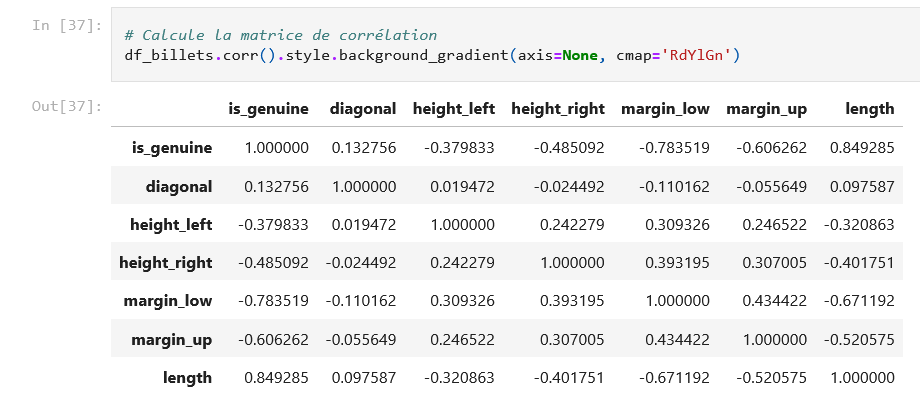 In [37]:
# Calcule la matrice de corrélation
df_billets.corr().style.background_gradient(axis=None, cmap='RdYlGn')
Out[37]:
is_genuine diagonal height_left height_right margin_low margin_up length
is_genuine 1.000000 0.132756 -0.379833 -0.485092 -0.783519 -0.606262 0.849285
diagonal 0.132756 1.000000 0.019472 -0.024492 -0.110162 -0.055649 0.097587
height_left -0.379833 0.019472 1.000000 0.242279 0.309326 0.246522 -0.320863
height_right -0.485092 -0.024492 0.242279 1.000000 0.393195 0.307005 -0.401751
margin_low -0.783519 -0.110162 0.309326 0.393195 1.000000 0.434422 -0.671192
margin_up -0.606262 -0.055649 0.246522 0.307005 0.434422 1.000000 -0.520575
length 0.849285 0.097587 -0.320863 -0.401751 -0.671192 -0.520575 1.000000